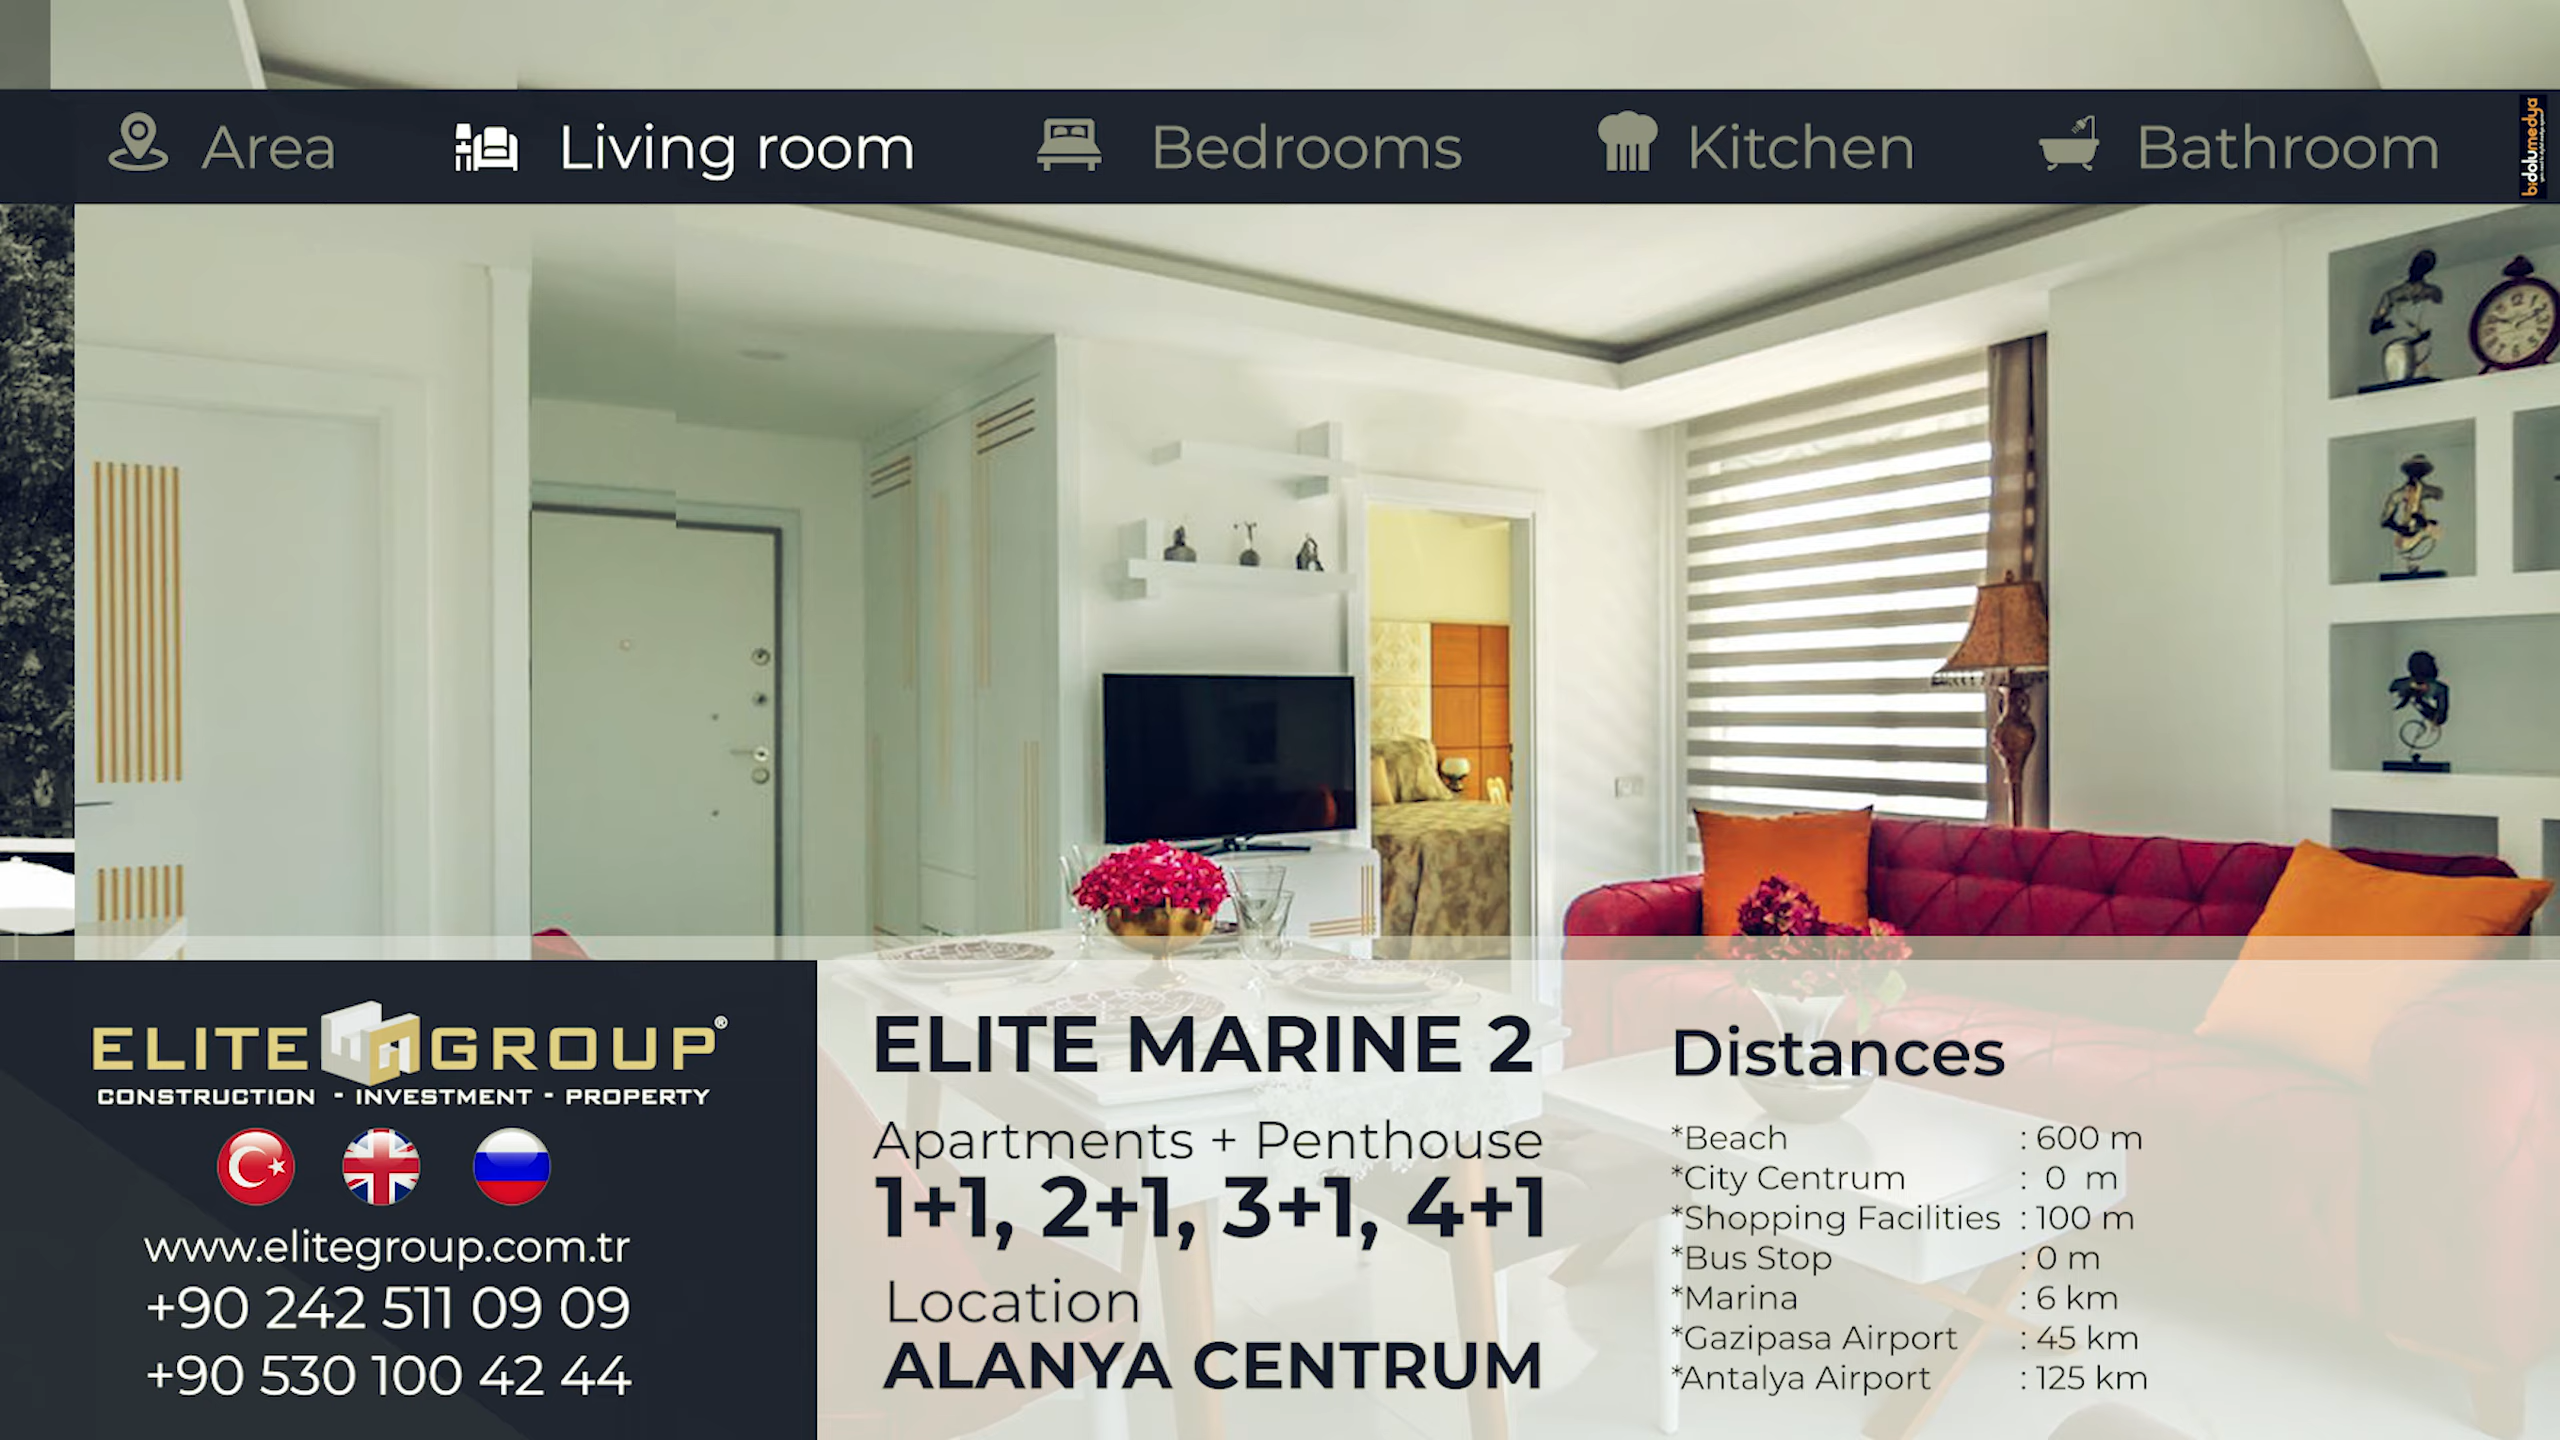 Area
Living room
Bedrooms
Kitchen
Bathroom
bidolumedya
ELITE GROUP®
CONSTRUCTION - INVESTMENT - PROPERTY
www.elitegroup.com.tr
+90 242 511 09 09
+90 530 100 42 44
ELITE MARINE 2
Apartments + Penthouse
1+1, 2+1, 3+1, 4+1
Location
ALANYA CENTRUM
Distances
*Beach : 600 m
*City Centrum : 0 m
*Shopping Facilities : 100 m
*Bus Stop : 0 m
*Marina : 6 km
*Gazipasa Airport : 45 km
*Antalya Airport : 125 km